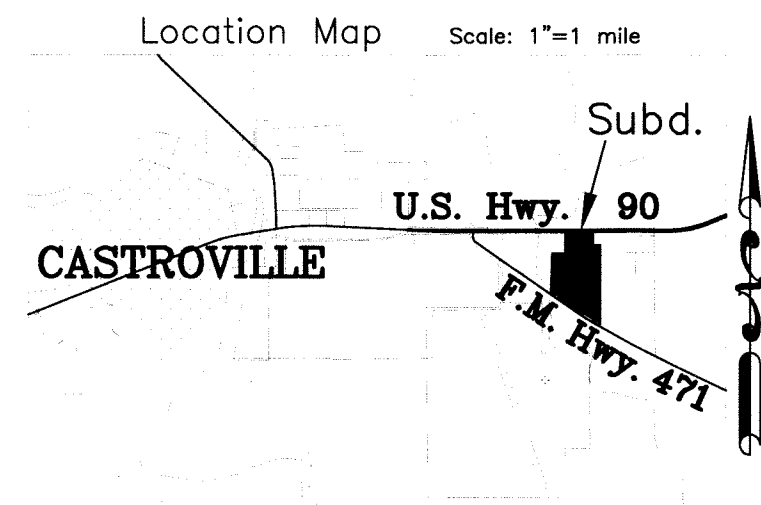 Location Map
Scale: 1"=1 mile
Subd.
U.S. Hwy. 90
CASTROVILLE
F.M. Hwy. 471